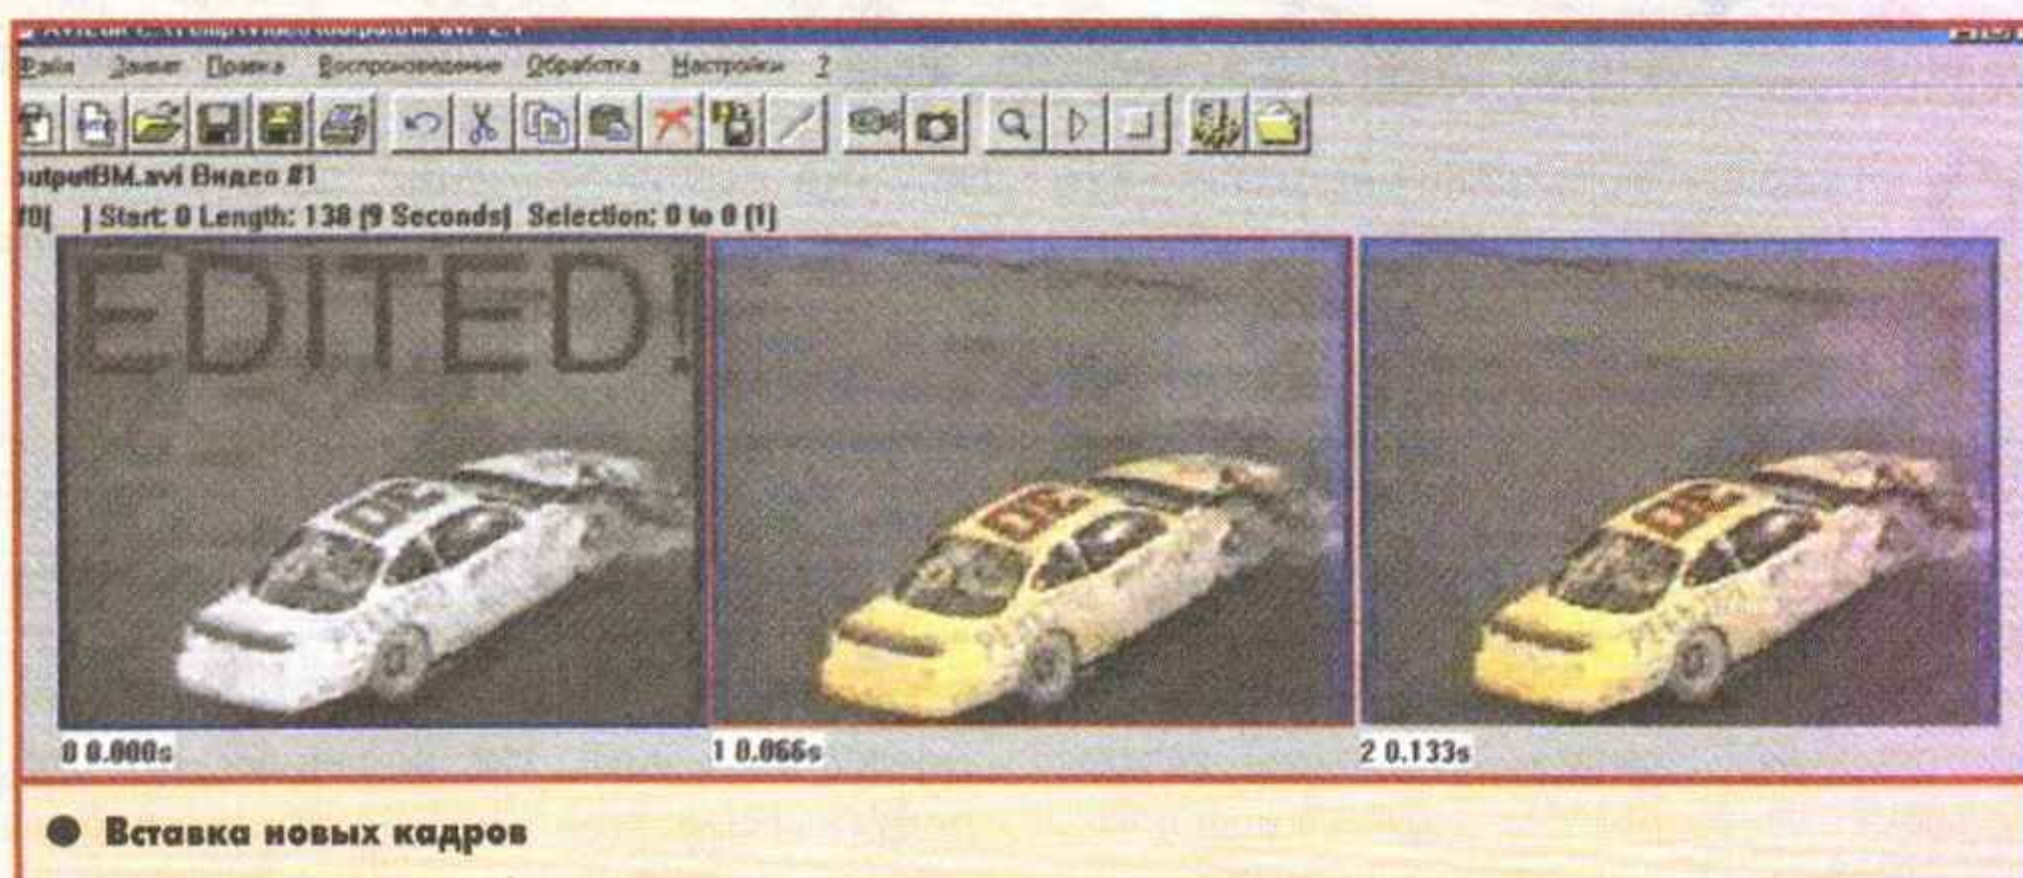 Файл Захват Правка Воспроизведение Обработка Настройки ?
outputBM.avi Видео #1
] Start: 0 Length: 138 (9 Seconds) Selection: 0 to 0 (1)
EDITED!
0 0.000s
1 0.066s
2 0.133s
● Вставка новых кадров